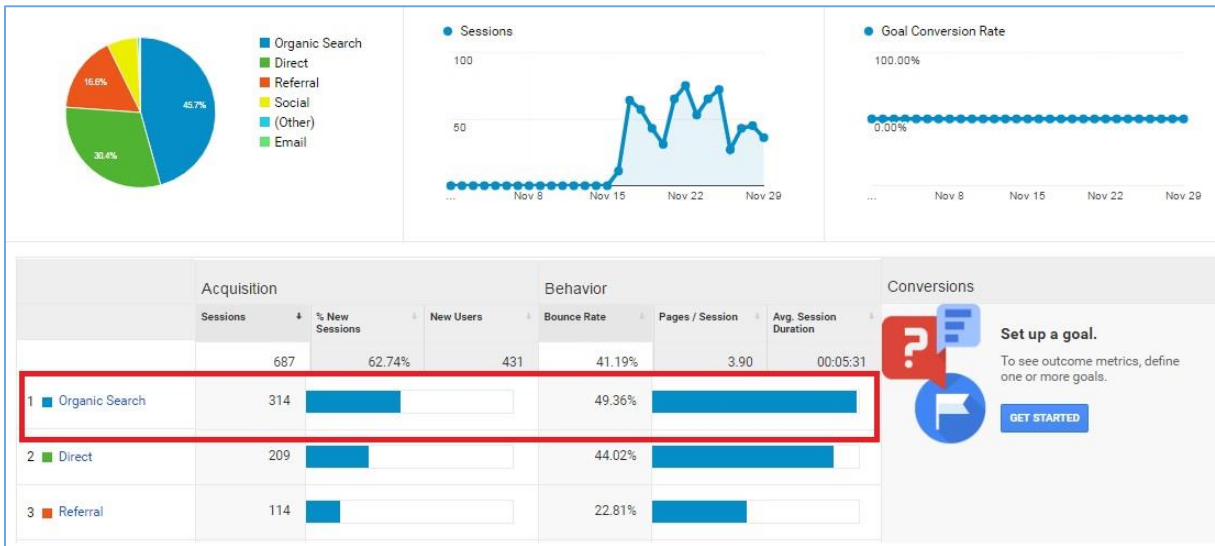 45.7%
30.4%
16.6%
Organic Search
Direct
Referral
Social
(Other)
Email
Sessions
100
50
... Nov 8 Nov 15 Nov 22 Nov 29
Goal Conversion Rate
100.00%
0.00%
... Nov 8 Nov 15 Nov 22 Nov 29
Acquisition Behavior Conversions
Sessions % New Sessions New Users Bounce Rate Pages / Session Avg. Session Duration
687 62.74% 431 41.19% 3.90 00:05:31
1 Organic Search 314 49.36%
2 Direct 209 44.02%
3 Referral 114 22.81%
Set up a goal.
To see outcome metrics, define
one or more goals.
GET STARTED